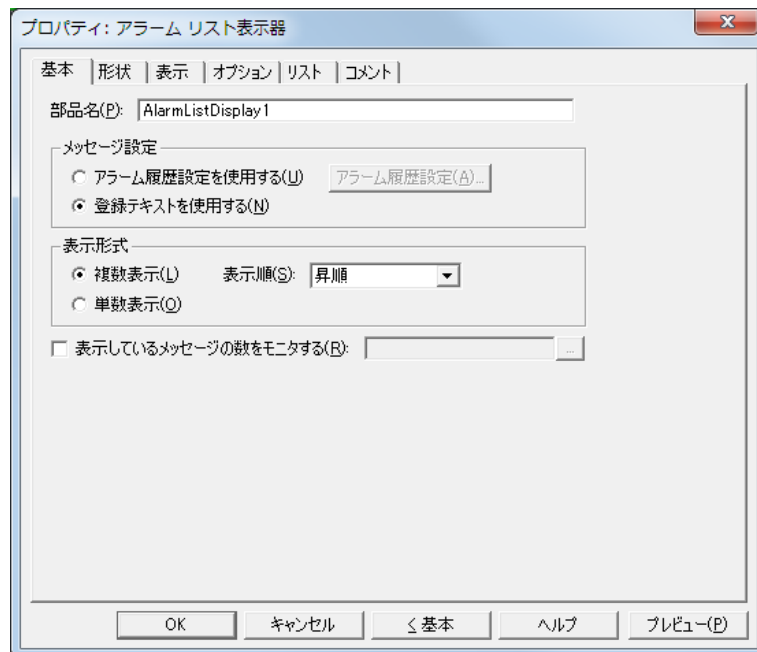 プロパティ: アラーム リスト表示器
基本 形状 表示 オプション リスト コメント
部品名(P): AlarmListDisplay1
メッセージ設定
アラーム履歴設定を使用する(U) アラーム履歴設定(A)...
登録テキストを使用する(N)
表示形式
複数表示(L) 表示順(S): 昇順
単数表示(O)
表示しているメッセージの数をモニタする(R): ...
OK キャンセル < 基本 ヘルプ プレビュー(P)